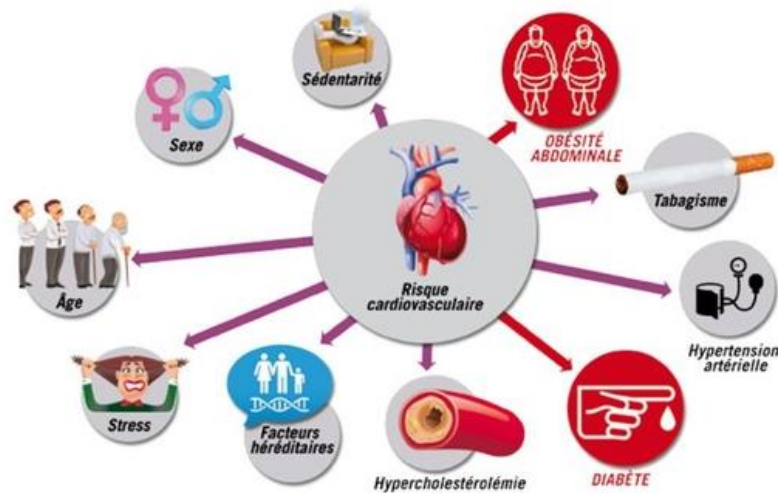 Sédentarité
OBÉSITÉ
ABDOMINALE
Sexe
Tabagisme
Âge
Risque
cardiovasculaire
Hypertension
artérielle
Stress
Facteurs
héréditaires
Hypercholestérolémie
DIABÈTE